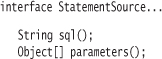 interface StatementSource...
String sql();
Object[] parameters();